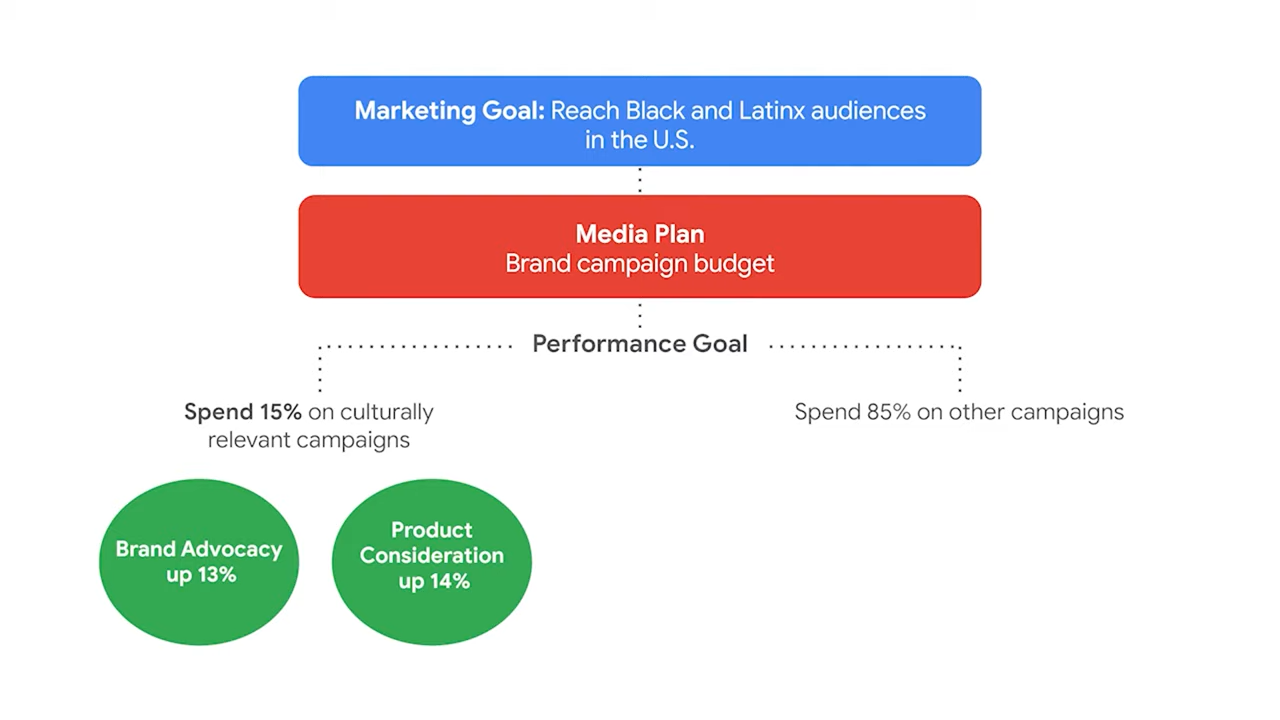 Marketing Goal: Reach Black and Latinx audiences
in the U.S.
Media Plan
Brand campaign budget
Performance Goal
Spend 15% on culturally
relevant campaigns
Spend 85% on other campaigns
Brand Advocacy
up 13%
Product
Consideration
up 14%